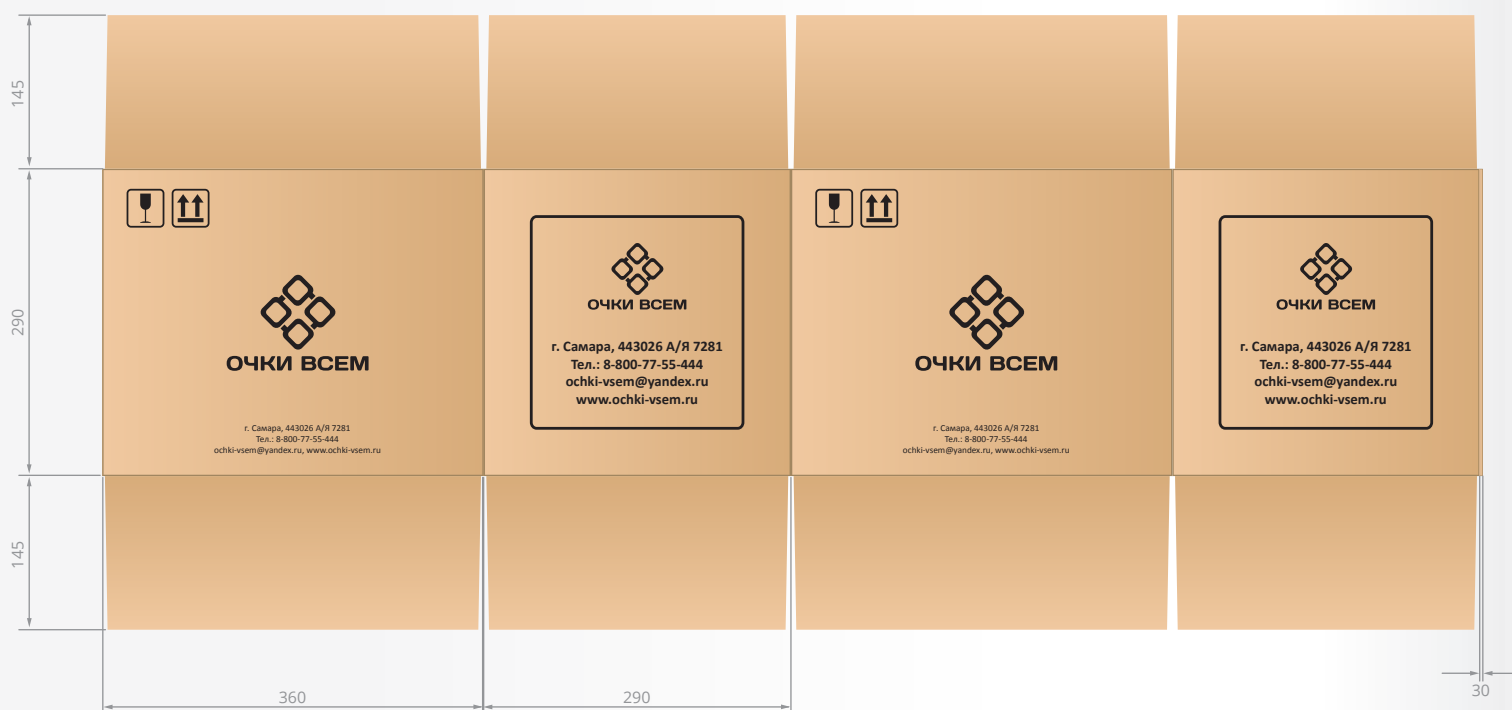 145
290
145
ОЧКИ ВСЕМ
г. Самара, 443026 А/Я 7281
Тел.: 8-800-77-55-444
ochki-vsem@yandex.ru, www.ochki-vsem.ru
ОЧКИ ВСЕМ
г. Самара, 443026 А/Я 7281
Тел.: 8-800-77-55-444
ochki-vsem@yandex.ru
www.ochki-vsem.ru
ОЧКИ ВСЕМ
г. Самара, 443026 А/Я 7281
Тел.: 8-800-77-55-444
ochki-vsem@yandex.ru, www.ochki-vsem.ru
ОЧКИ ВСЕМ
г. Самара, 443026 А/Я 7281
Тел.: 8-800-77-55-444
ochki-vsem@yandex.ru
www.ochki-vsem.ru
360
290
30